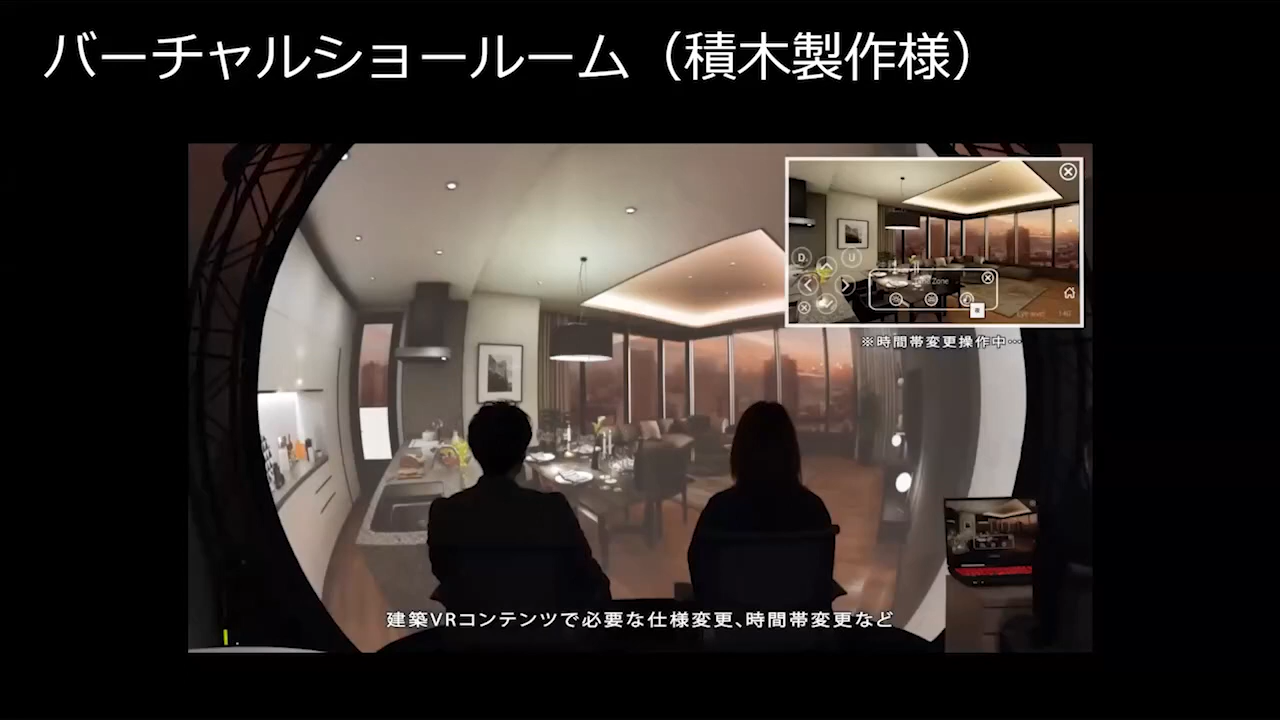 バーチャルショールーム（積木製作様）
D
U
※時間帯変更操作中…
建築VRコンテンツで必要な仕様変更、時間帯変更など